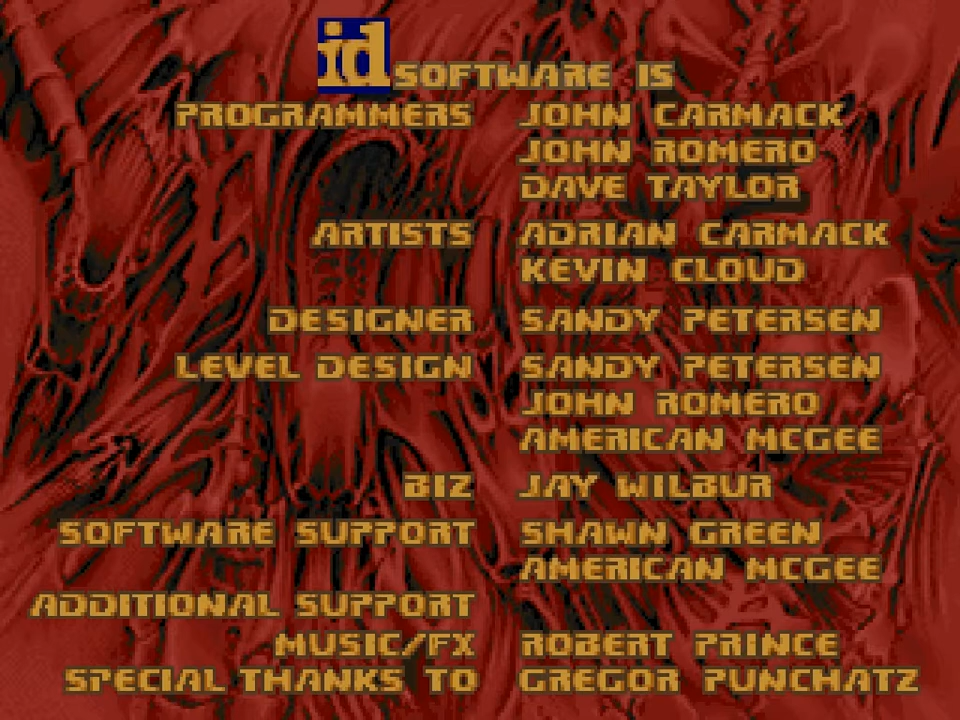 id SOFTWARE IS
PROGRAMMERS JOHN CARMACK
JOHN ROMERO
DAVE TAYLOR
ARTISTS ADRIAN CARMACK
KEVIN CLOUD
DESIGNER SANDY PETERSEN
LEVEL DESIGN SANDY PETERSEN
JOHN ROMERO
AMERICAN MCGEE
BIZ JAY WILBUR
SOFTWARE SUPPORT SHAWN GREEN
AMERICAN MCGEE
ADDITIONAL SUPPORT
MUSIC/FX ROBERT PRINCE
SPECIAL THANKS TO GREGOR PUNCHATZ